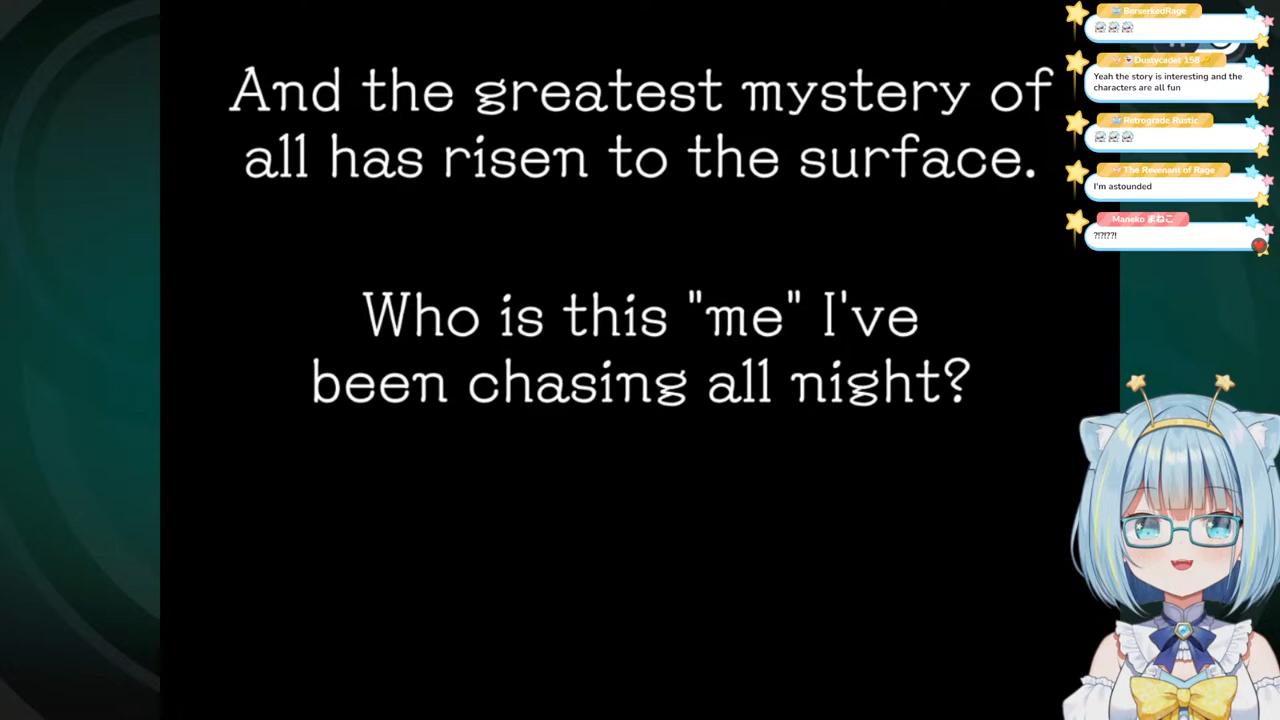 And the greatest mystery of
all has risen to the surface.
Who is this "me" I've
been chasing all night?
BerserkedRage
Dustycadet 158
Yeah the story is interesting and the
characters are all fun
Retrograde Rustic
The Revenant of Rage
I'm astounded
Maneko まねこ
?!?!??!